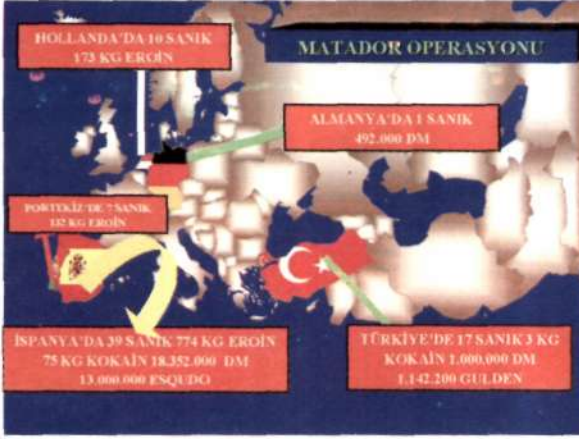 HOLLANDA'DA 10 SANIK
173 KG EROİN
MATADOR OPERASYONU
ALMANYA'DA 1 SANIK
492.000 DM
PORTEKİZ'DE 7 SANIK
132 KG EROİN
İSPANYA'DA 39 SANIK 774 KG EROİN
75 KG KOKAİN 18.352.000 DM
13.000.000 ESQUDO
TÜRKİYE'DE 17 SANIK 3 KG
KOKAİN 1.000.000 DM
1.142.200 GULDEN